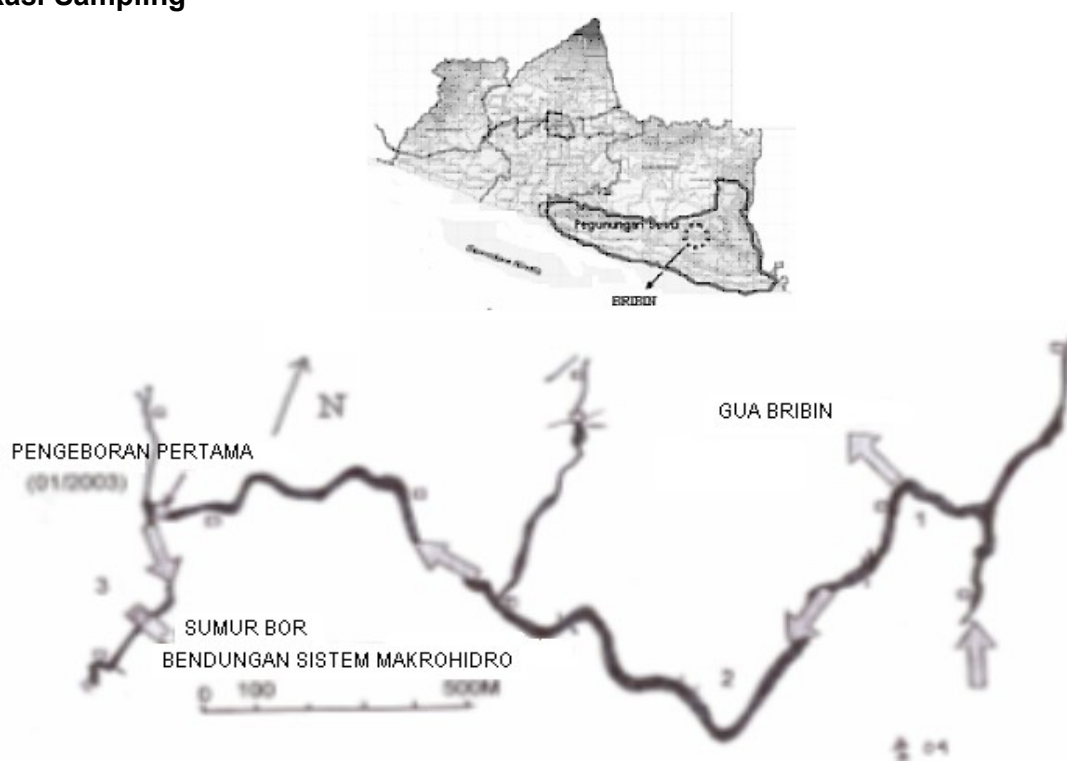 kasi Sampling
Pegunungan Sewu
BRIBIN
N
GUA BRIBIN
PENGEBORAN PERTAMA
(01/2003)
1
3
SUMUR BOR
BENDUNGAN SISTEM MAKROHIDRO
2
0 100 500M